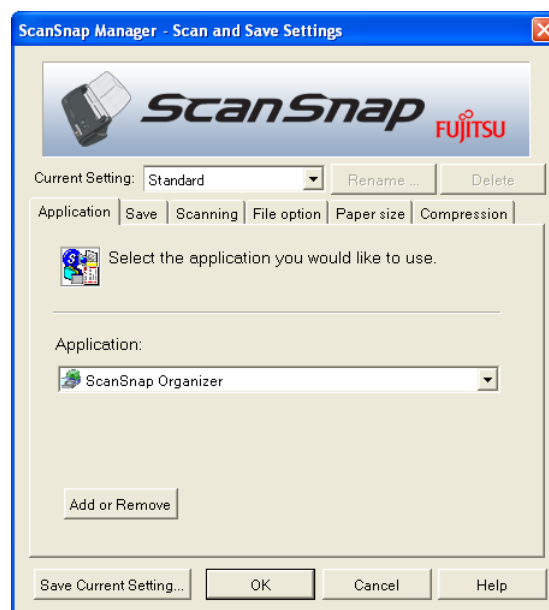 ScanSnap Manager - Scan and Save Settings
ScanSnap
FUJITSU
Current Setting: Standard Rename ... Delete
Application Save Scanning File option Paper size Compression
Select the application you would like to use.
Application:
ScanSnap Organizer
Add or Remove
Save Current Setting... OK Cancel Help